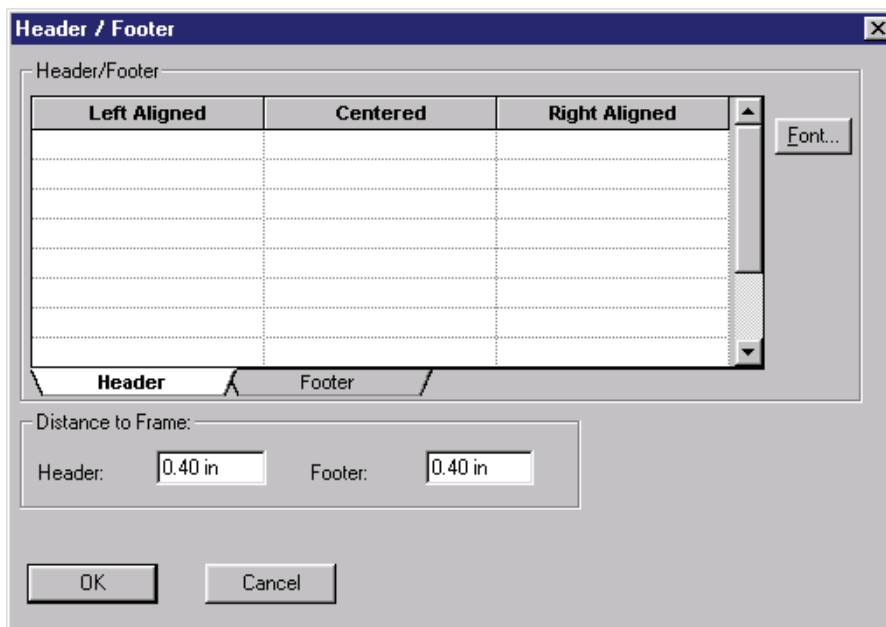 Header / Footer
Header/Footer
Left Aligned Centered Right Aligned
Font...
Header Footer
Distance to Frame:
Header: 0.40 in Footer: 0.40 in
OK Cancel